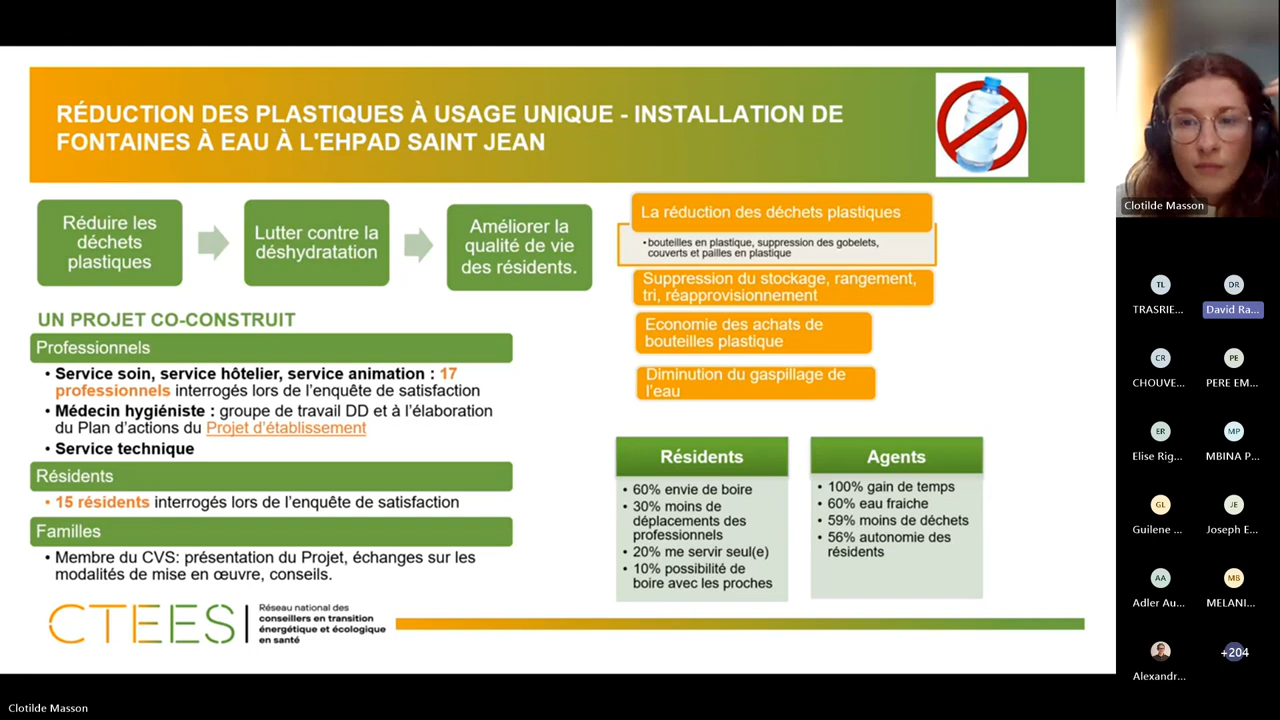 RÉDUCTION DES PLASTIQUES À USAGE UNIQUE - INSTALLATION DE
FONTAINES À EAU À L'EHPAD SAINT JEAN
Réduire les
déchets
plastiques
Lutter contre la
déshydratation
Améliorer la
qualité de vie
des résidents.
La réduction des déchets plastiques
• bouteilles en plastique, suppression des gobelets,
couverts et pailles en plastique
Suppression du stockage, rangement,
tri, réapprovisionnement
Economie des achats de
bouteilles plastique
Diminution du gaspillage de
l'eau
UN PROJET CO-CONSTRUIT
Professionnels
• Service soin, service hôtelier, service animation : 17
professionnels interrogés lors de l'enquête de satisfaction
• Médecin hygiéniste : groupe de travail DD et à l'élaboration
du Plan d'actions du Projet d'établissement
• Service technique
Résidents
• 15 résidents interrogés lors de l'enquête de satisfaction
Familles
• Membre du CVS: présentation du Projet, échanges sur les
modalités de mise en œuvre, conseils.
Résidents
• 60% envie de boire
• 30% moins de
déplacements des
professionnels
• 20% me servir seul(e)
• 10% possibilité de
boire avec les proches
Agents
• 100% gain de temps
• 60% eau fraiche
• 59% moins de déchets
• 56% autonomie des
résidents
CTEES
Réseau national des
conseillers en transition
énergétique et écologique
en santé
Clotilde Masson
TL
TRASRIE...
DR
David Ra...
CR
CHOUVE...
PE
PERE EM...
ER
Elise Rig...
MP
MBINA P...
GL
Guilene ...
JE
Joseph E...
AA
Adler Au...
MB
MELANI...
Alexandr...
+204
Clotilde Masson